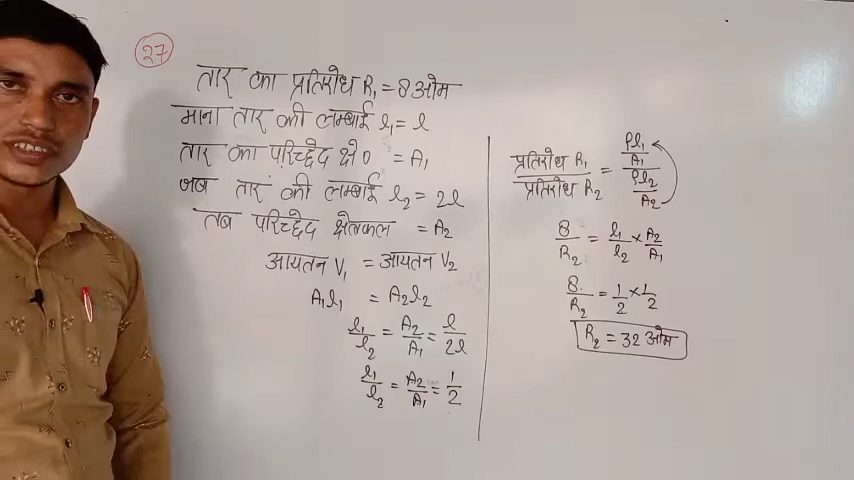 27
तार का प्रतिरोध R₁ = 8 ओम
माना तार की लम्बाई l₁ = l
तार का परिच्छेद क्षे० = A₁
जब तार की लम्बाई l₂ = 2l
तब परिच्छेद क्षेत्रफल = A₂
आयतन V₁ = आयतन V₂
A₁l₁ = A₂l₂
l₁/l₂ = A₂/A₁ = l/2l
l₁/l₂ = A₂/A₁ = 1/2
प्रतिरोध R₁/प्रतिरोध R₂ = (ρl₁/A₁)/(ρl₂/A₂)
8/R₂ = l₁/l₂ × A₂/A₁
8/R₂ = 1/2 × 1/2
R₂ = 32 ओम